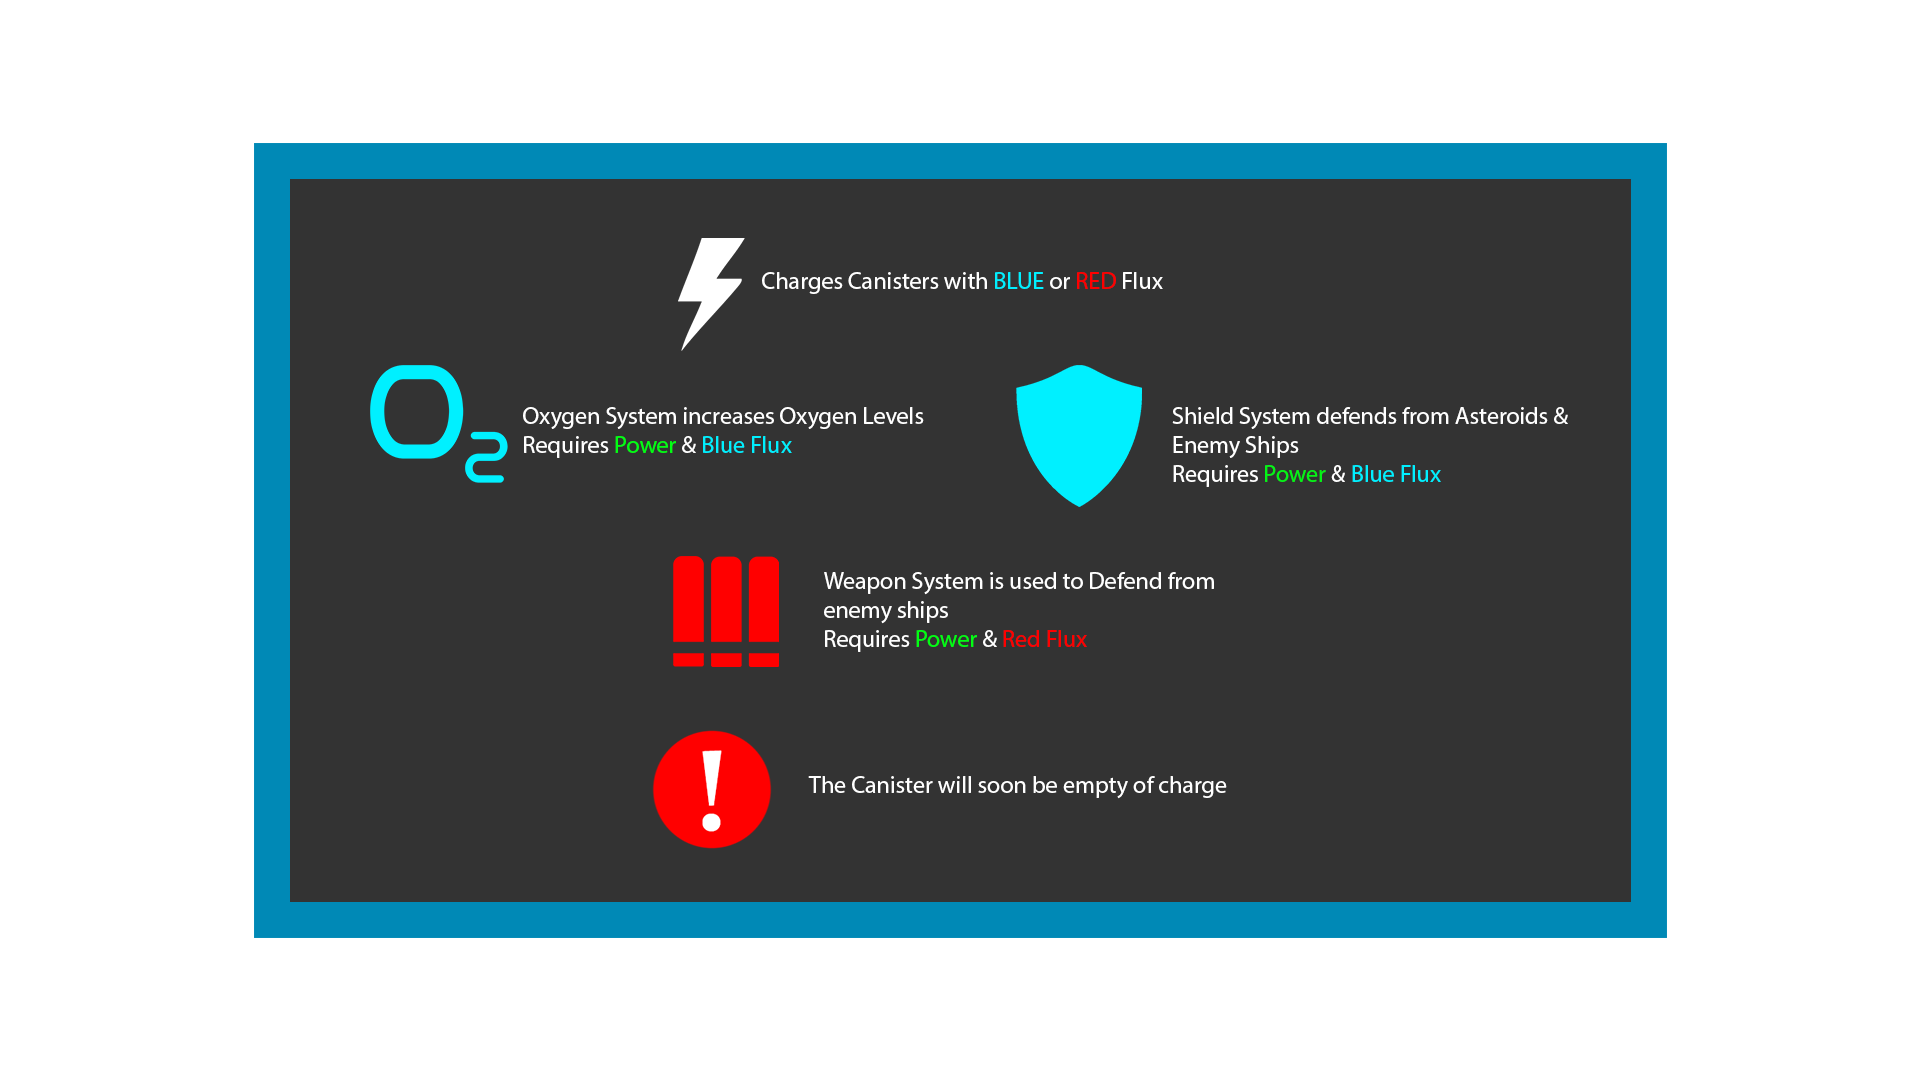 Charges Canisters with BLUE or RED Flux
O2
Oxygen System increases Oxygen Levels
Requires Power & Blue Flux
Shield System defends from Asteroids &
Enemy Ships
Requires Power & Blue Flux
Weapon System is used to Defend from
enemy ships
Requires Power & Red Flux
!
The Canister will soon be empty of charge